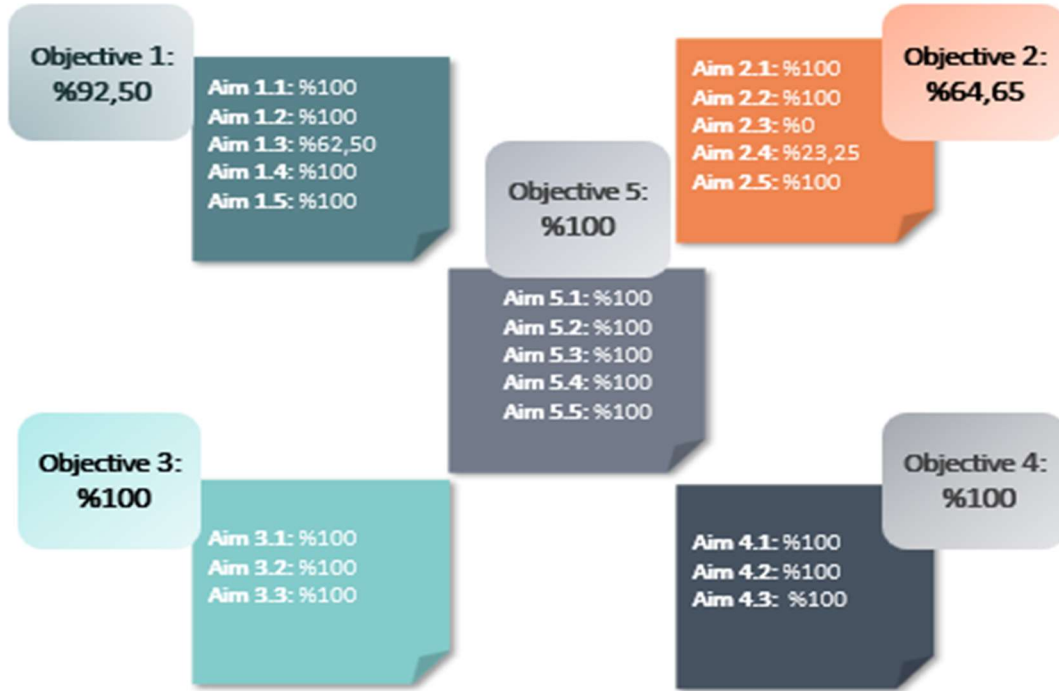 Objective 1:
%92,50
Aim 1.1: %100
Aim 1.2: %100
Aim 1.3: %62,50
Aim 1.4: %100
Aim 1.5: %100
Objective 2:
%64,65
Aim 2.1: %100
Aim 2.2: %100
Aim 2.3: %0
Aim 2.4: %23,25
Aim 2.5: %100
Objective 5:
%100
Aim 5.1: %100
Aim 5.2: %100
Aim 5.3: %100
Aim 5.4: %100
Aim 5.5: %100
Objective 3:
%100
Aim 3.1: %100
Aim 3.2: %100
Aim 3.3: %100
Objective 4:
%100
Aim 4.1: %100
Aim 4.2: %100
Aim 4.3: %100